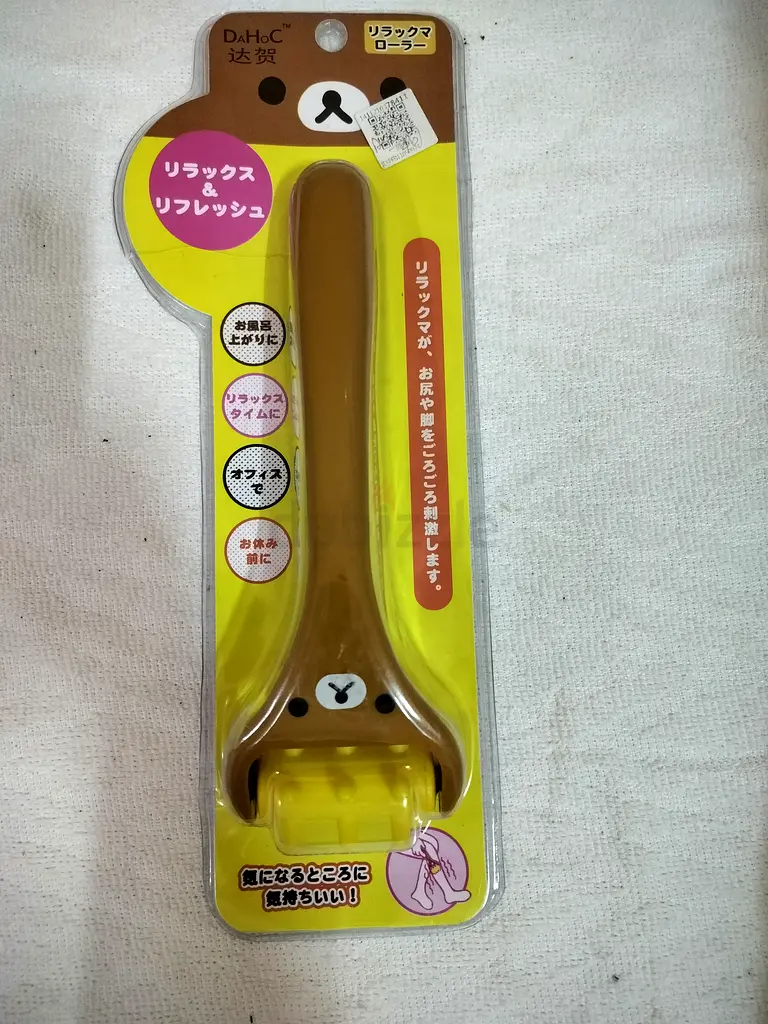 DAHOC™
达贺
リラックマ
ローラー
リラックス
&
リフレッシュ
お風呂
上がりに
リラックス
タイムに
オフィス
で
お休み
前に
リラックマが、お尻や脚をごろごろ刺激します。
気になるところに
気持ちいい!